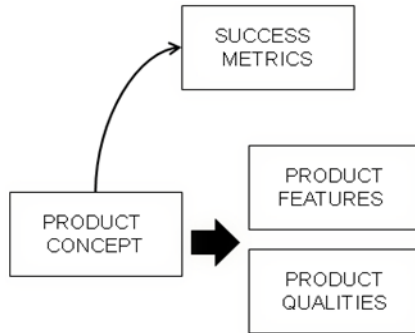 SUCCESS
METRICS
PRODUCT
FEATURES
PRODUCT
CONCEPT
PRODUCT
QUALITIES